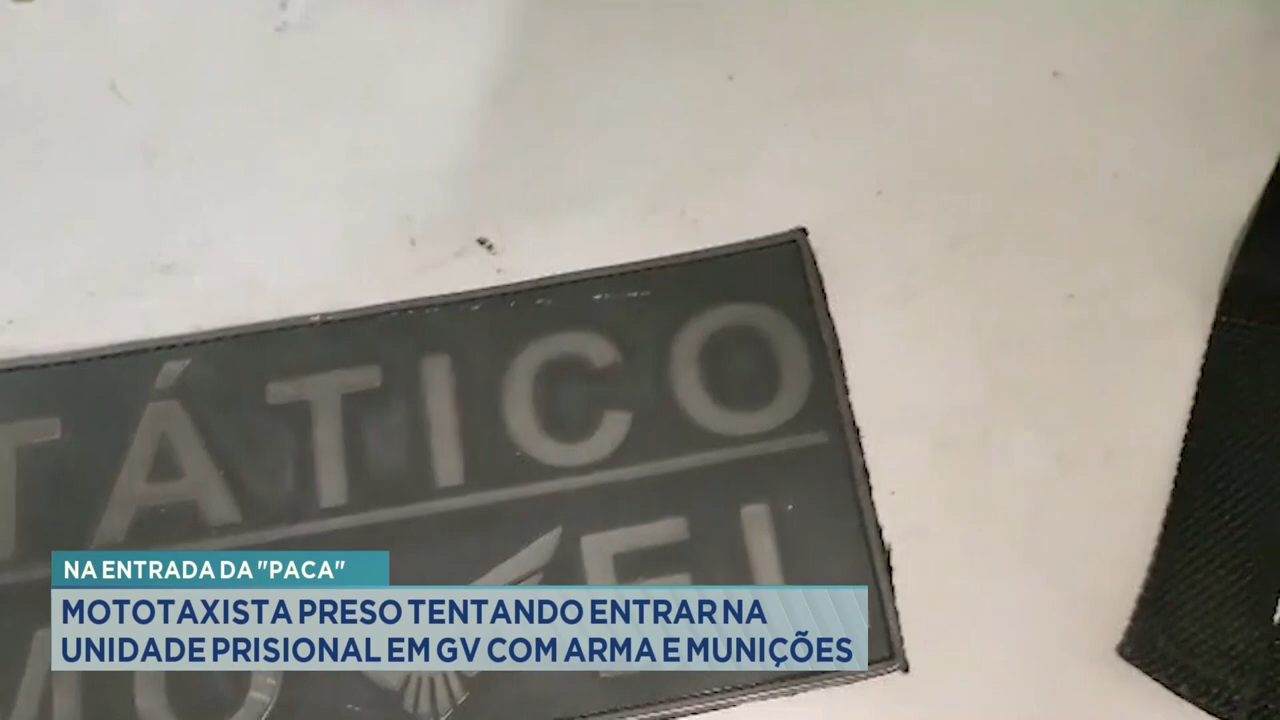 TÁTICO
NA ENTRADA DA "PACA"
MOTOTAXISTA PRESO TENTANDO ENTRAR NA
UNIDADE PRISIONAL EM GV COM ARMA E MUNIÇÕES